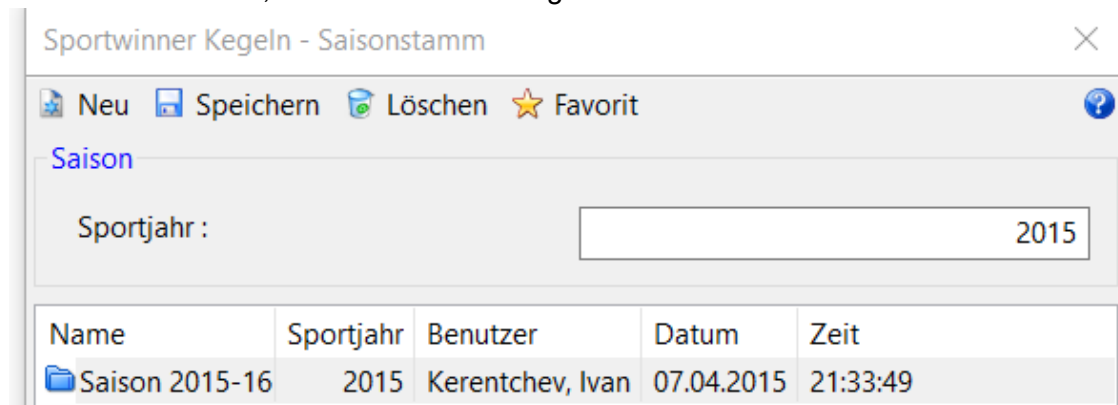 Sportwinner Kegeln - Saisonstamm
Neu Speichern Löschen Favorit
Saison
Sportjahr : 2015
Name Sportjahr Benutzer Datum Zeit
Saison 2015-16 2015 Kerentchev, Ivan 07.04.2015 21:33:49